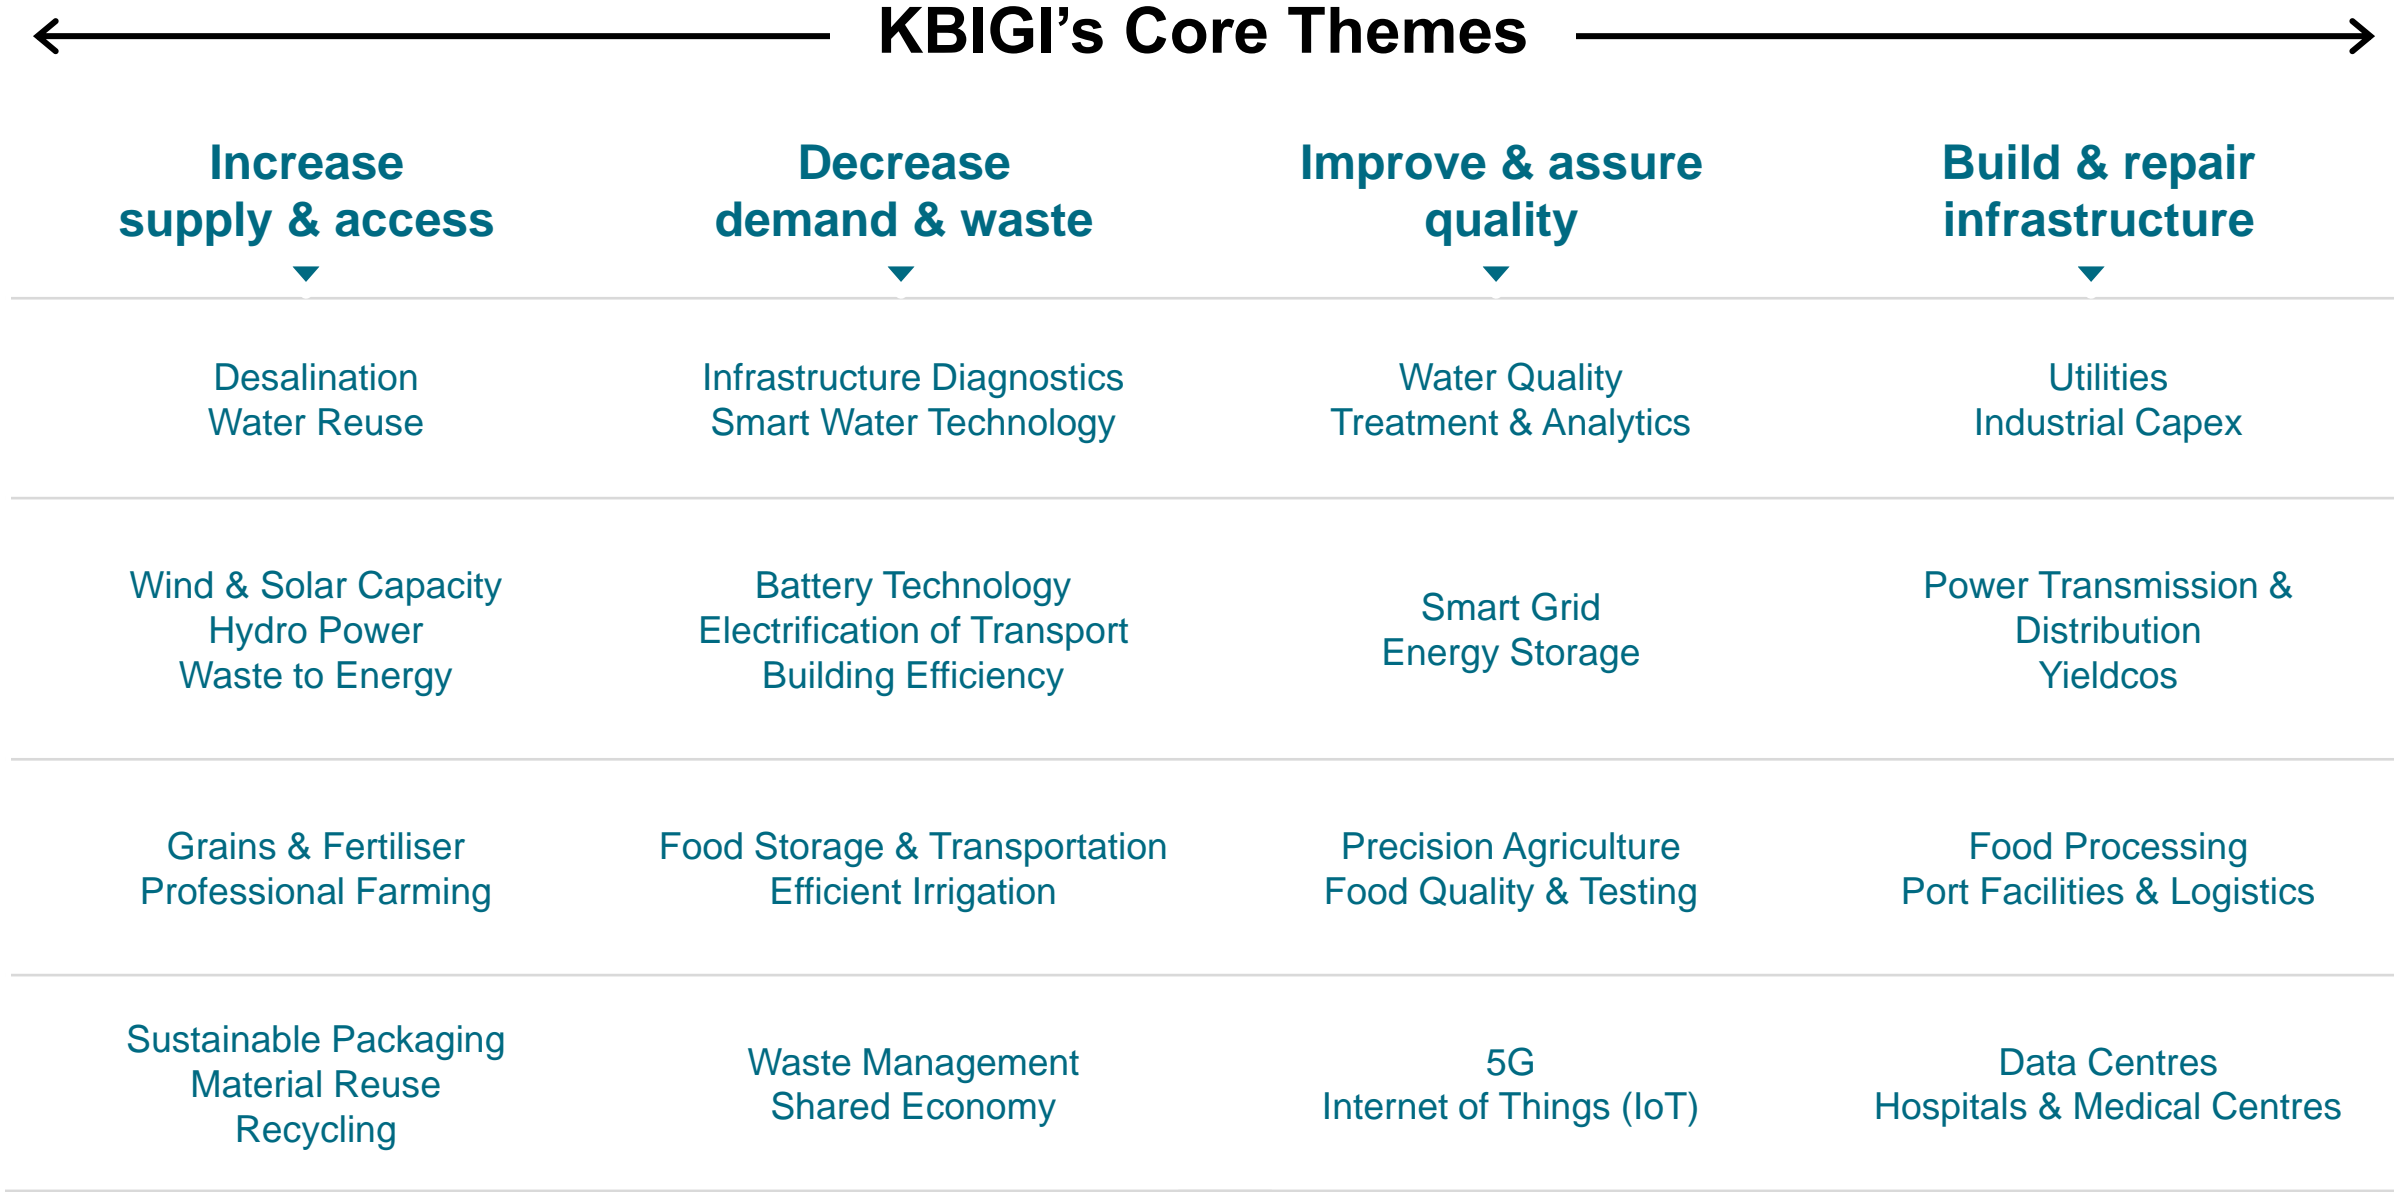 KBIGI’s Core Themes
Increase
supply & access
Decrease
demand & waste
Improve & assure
quality
Build & repair
infrastructure
Desalination
Water Reuse
Infrastructure Diagnostics
Smart Water Technology
Water Quality
Treatment & Analytics
Utilities
Industrial Capex
Wind & Solar Capacity
Hydro Power
Waste to Energy
Battery Technology
Electrification of Transport
Building Efficiency
Smart Grid
Energy Storage
Power Transmission &
Distribution
Yieldcos
Grains & Fertiliser
Professional Farming
Food Storage & Transportation
Efficient Irrigation
Precision Agriculture
Food Quality & Testing
Food Processing
Port Facilities & Logistics
Sustainable Packaging
Material Reuse
Recycling
Waste Management
Shared Economy
5G
Internet of Things (IoT)
Data Centres
Hospitals & Medical Centres